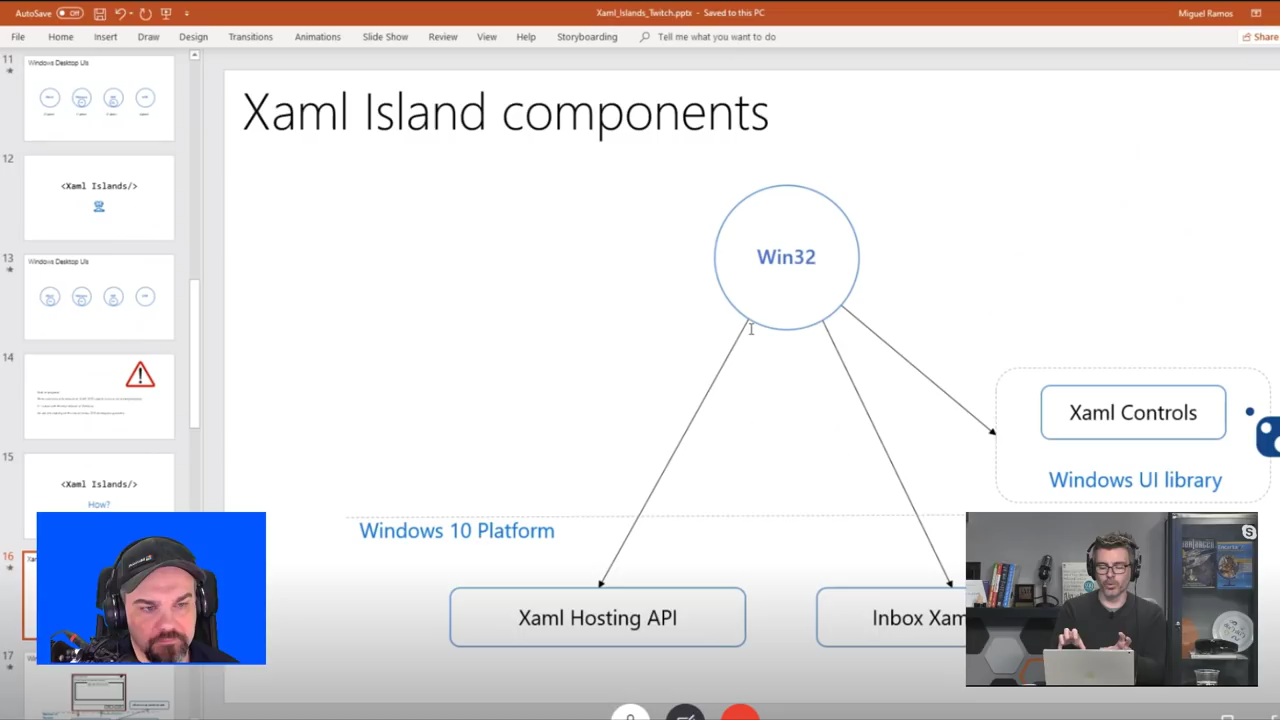 AutoSave Off
Xaml_Islands_Twitch.pptx - Saved to this PC
Miguel Ramos
File Home Insert Draw Design Transitions Animations Slide Show Review View Help Storyboarding Tell me what you want to do Share
11
Windows Desktop UIs
12
<Xaml Islands/>
13
Windows Desktop UIs
14
15
<Xaml Islands/>
How?
16
17
Xaml Island components
Win32
Xaml Controls
Windows UI library
Windows 10 Platform
Xaml Hosting API
Inbox Xam